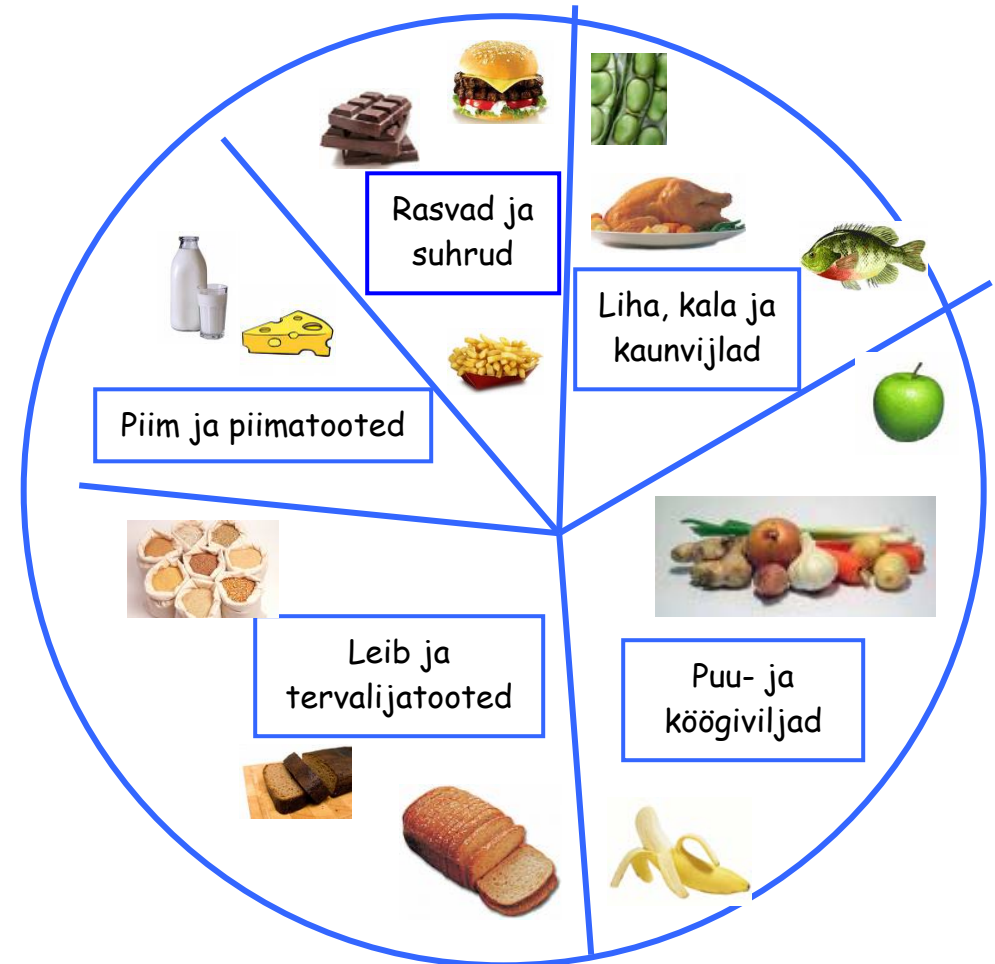 Rasvad ja
suhrud
Liha, kala ja
kaunvijlad
Piim ja piimatooted
Leib ja
tervalijatooted
Puu- ja
köögiviljad